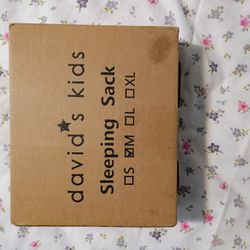 david's kids
Sleeping Sack
□S ☑M □L □XL